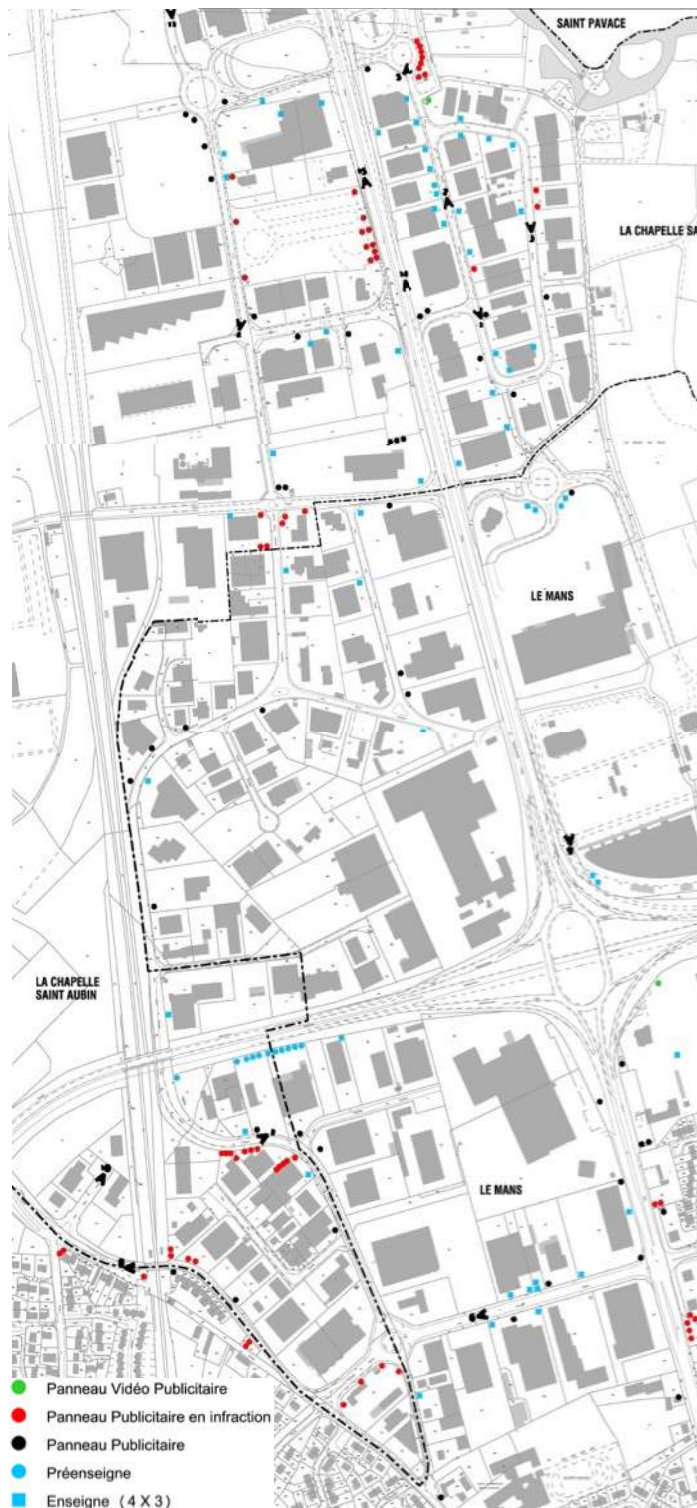 SAINT PAVACE
LA CHAPELLE SA
LE MANS
LA CHAPELLE
SAINT AUBIN
LE MANS
Panneau Vidéo Publicitaire
Panneau Publicitaire en infraction
Panneau Publicitaire
Préenseigne
Enseigne ( 4 X 3 )